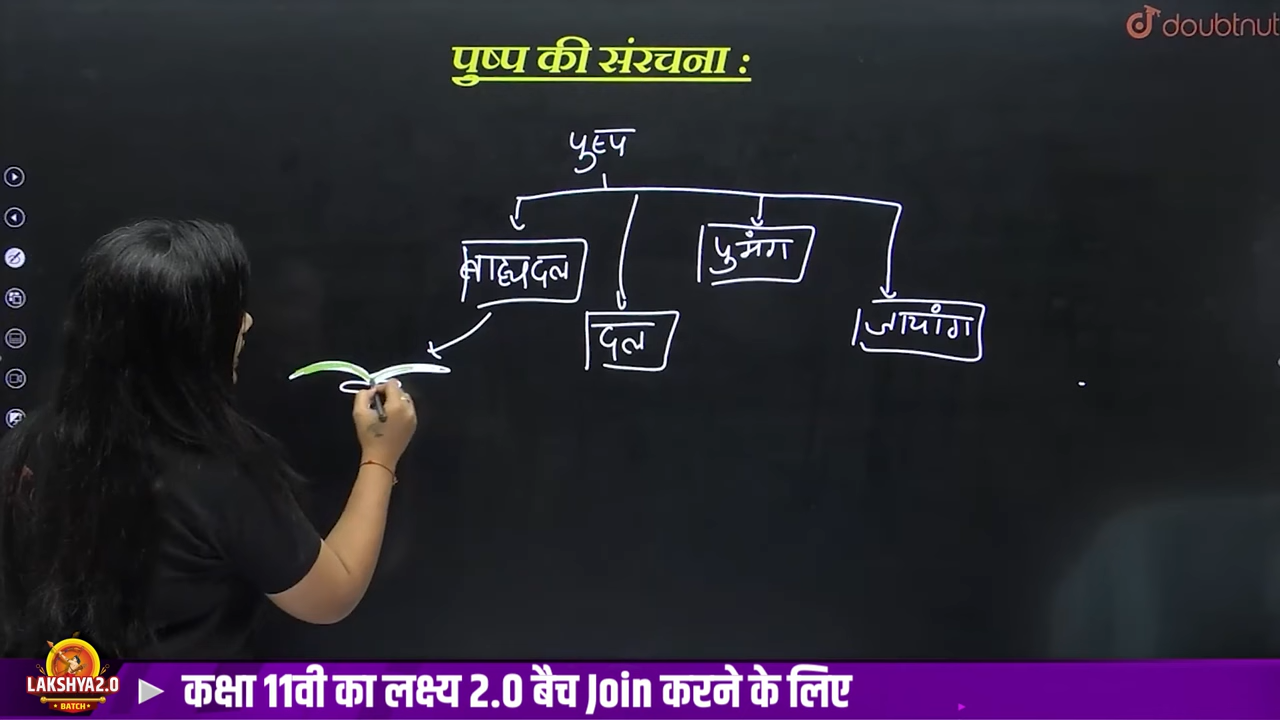 doubtnut
पुष्प की संरचना :
पुष्प
बाह्यदल
पुमंग
दल
जायांग
LAKSHYA2.0
BATCH
कक्षा 11वी का लक्ष्य 2.0 बैच Join करने के लिए